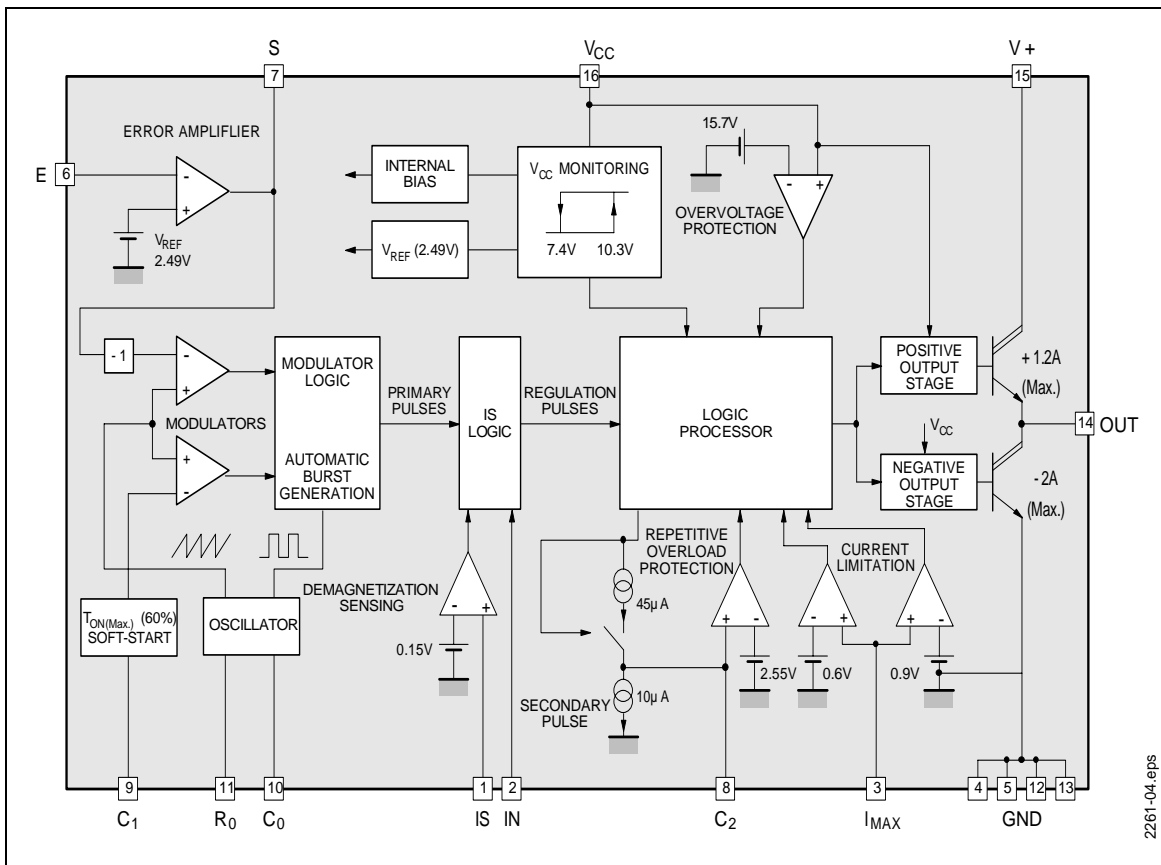 S
7
VCC
16
V +
15
ERROR AMPLIFLIER
E
6
-
+
VREF
2.49V
INTERNAL
BIAS
VREF (2.49V)
VCC MONITORING
7.4V
10.3V
15.7V
-
+
OVERVOLTAGE
PROTECTION
- 1
-
+
MODULATORS
+
-
MODULATOR
LOGIC
AUTOMATIC
BURST
GENERATION
PRIMARY
PULSES
IS
LOGIC
REGULATION
PULSES
LOGIC
PROCESSOR
POSITIVE
OUTPUT
STAGE
+ 1.2A
(Max.)
14
OUT
VCC
NEGATIVE
OUTPUT
STAGE
- 2A
(Max.)
TON(Max.) (60%)
SOFT-START
OSCILLATOR
DEMAGNETIZATION
SENSING
-
+
0.15V
REPETITIVE
OVERLOAD
PROTECTION
45µ A
10µ A
SECONDARY
PULSE
+
-
2.55V
CURRENT
LIMITATION
-
+
0.6V
+
-
0.9V
9
11
10
1
2
8
3
4
5
12
13
C1
R0
C0
IS
IN
C2
IMAX
GND
2261-04.eps